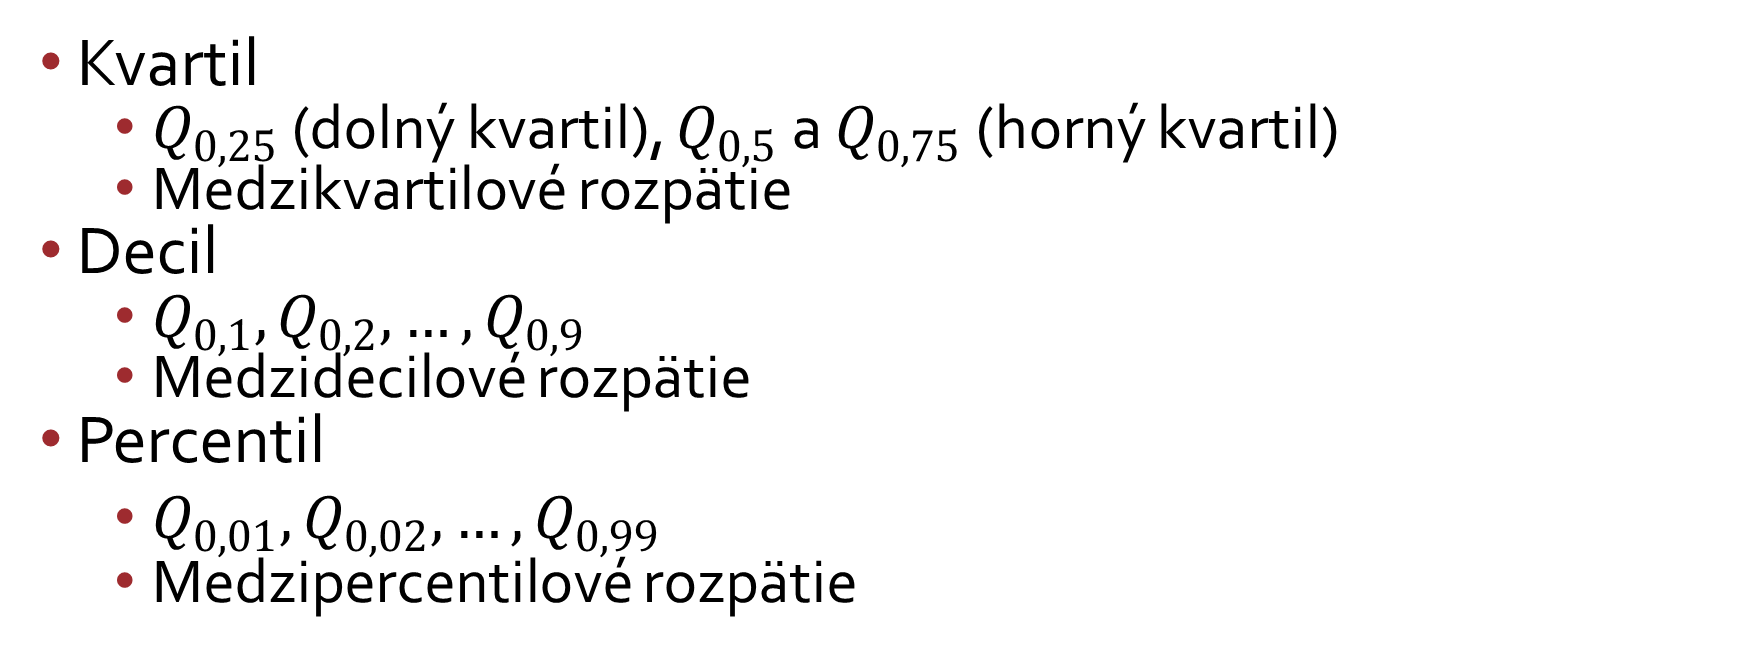 • Kvartil
• Q0,25 (dolný kvartil), Q0,5 a Q0,75 (horný kvartil)
• Medzikvartilové rozpätie
• Decil
• Q0,1, Q0,2, … , Q0,9
• Medzidecilové rozpätie
• Percentil
• Q0,01, Q0,02, … , Q0,99
• Medzipercentilové rozpätie